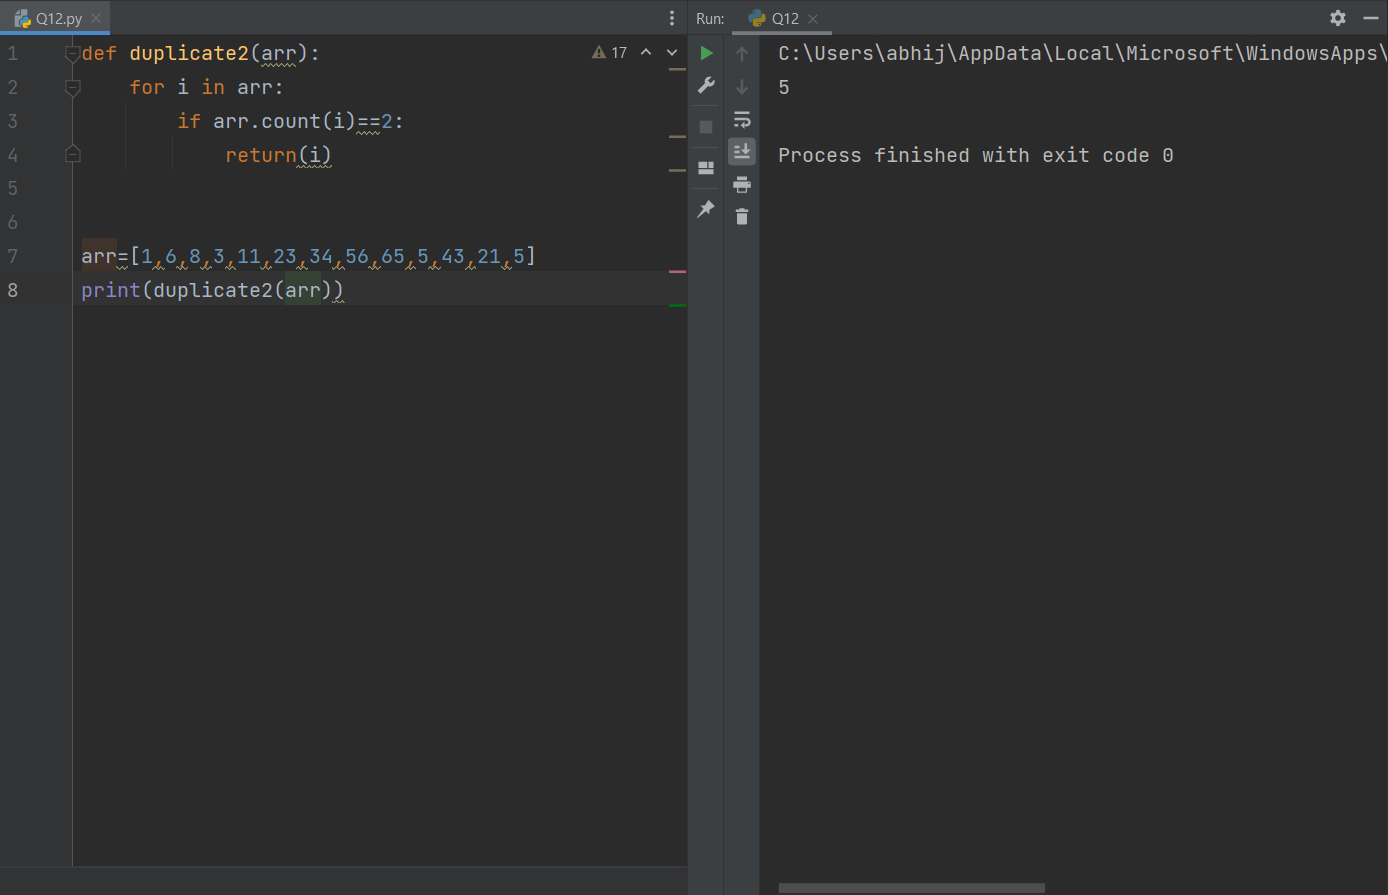 Q12.py
1 def duplicate2(arr):
17
2     for i in arr:
3         if arr.count(i)==2:
4             return(i)
5
6
7 arr=[1,6,8,3,11,23,34,56,65,5,43,21,5]
8 print(duplicate2(arr))
Run: Q12
C:\Users\abhij\AppData\Local\Microsoft\WindowsApps\
5
Process finished with exit code 0